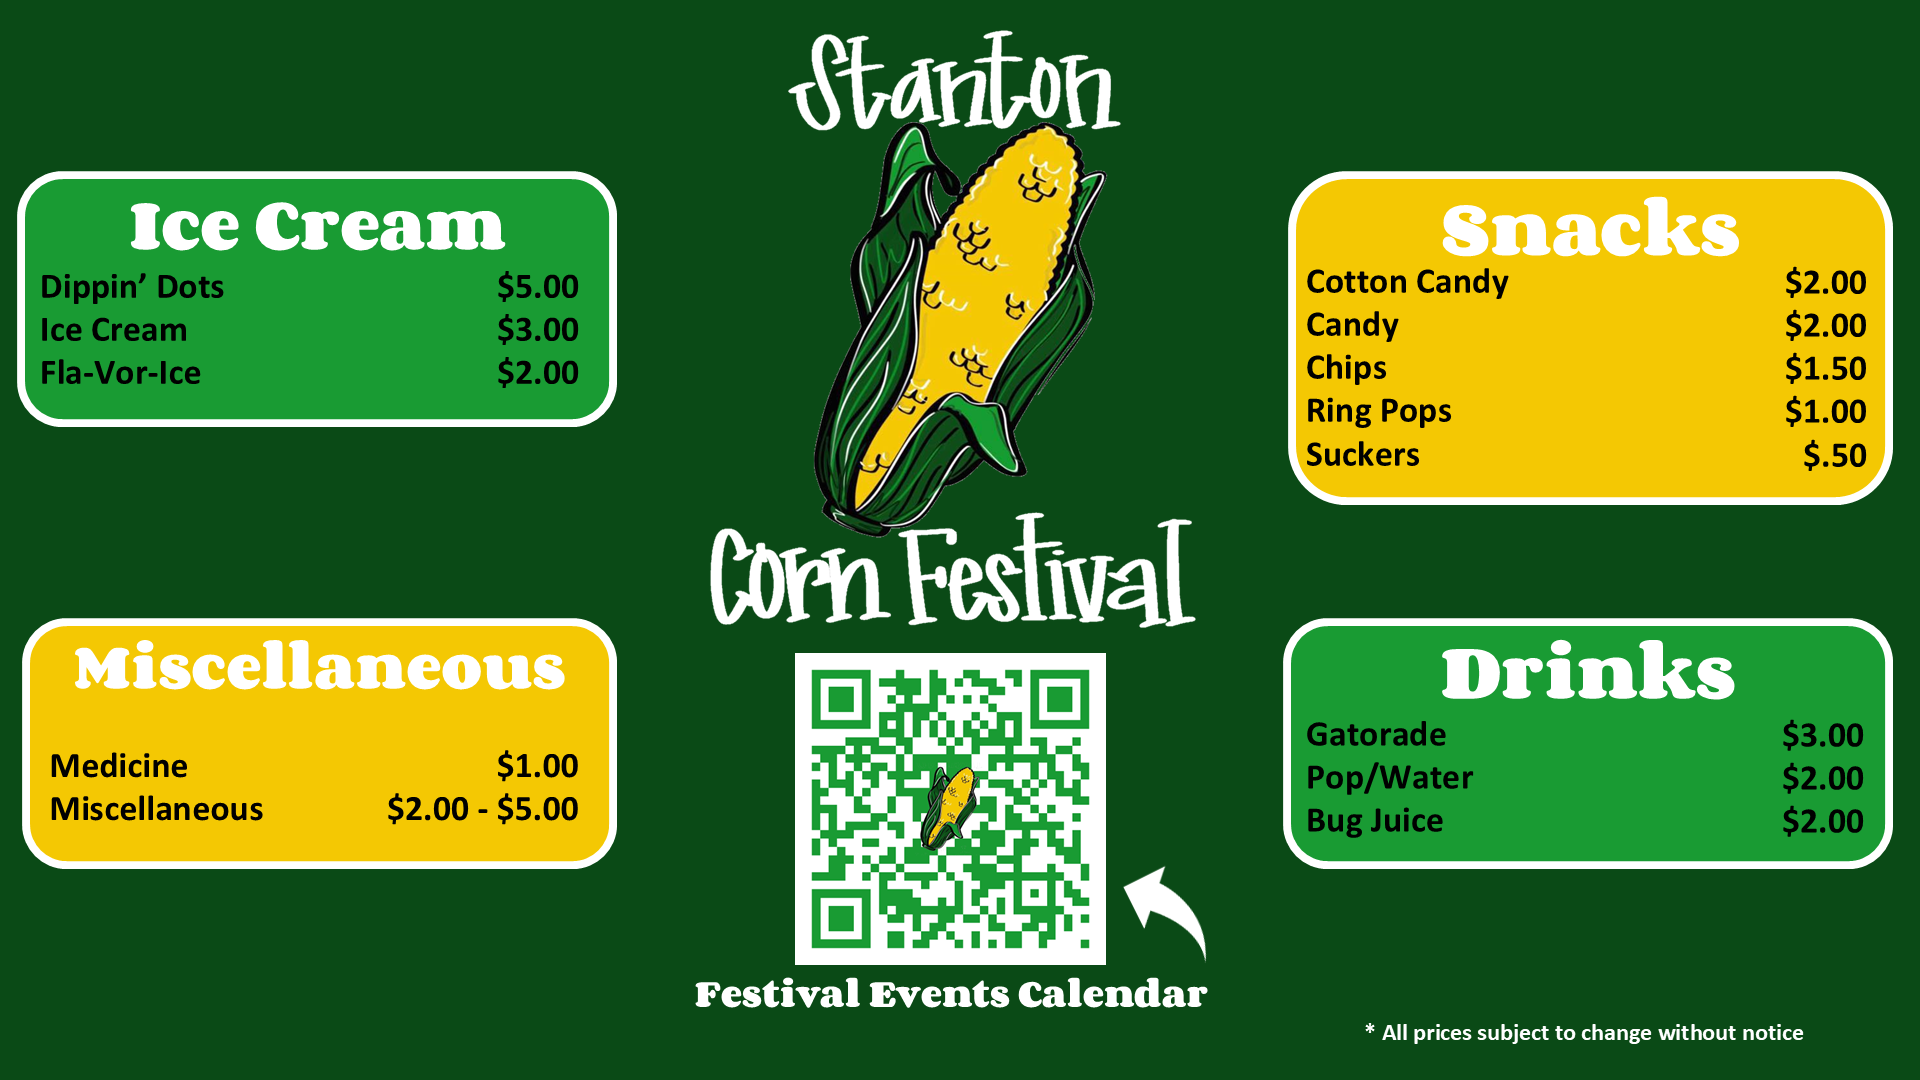 Stanton
Corn Festival
Ice Cream
Dippin’ Dots $5.00
Ice Cream $3.00
Fla-Vor-Ice $2.00
Snacks
Cotton Candy $2.00
Candy $2.00
Chips $1.50
Ring Pops $1.00
Suckers $.50
Miscellaneous
Medicine $1.00
Miscellaneous $2.00 - $5.00
Drinks
Gatorade $3.00
Pop/Water $2.00
Bug Juice $2.00
Festival Events Calendar
* All prices subject to change without notice